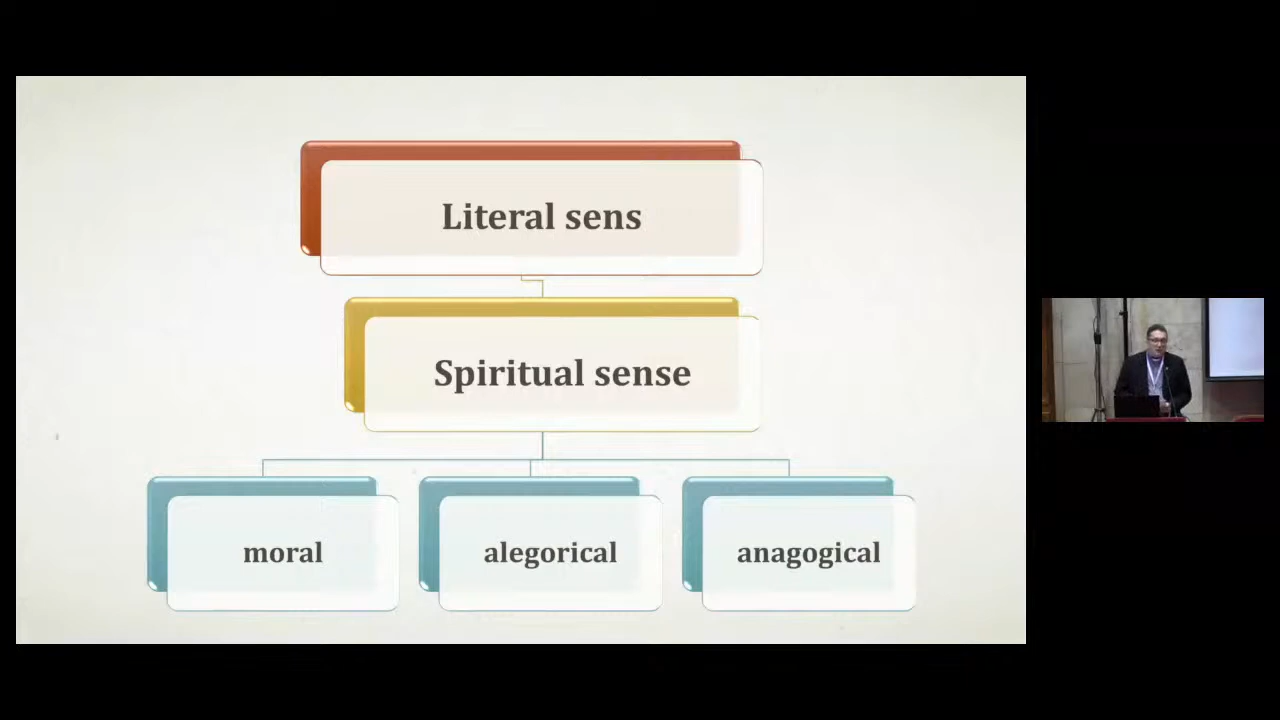 Literal sens
Spiritual sense
moral
alegorical
anagogical